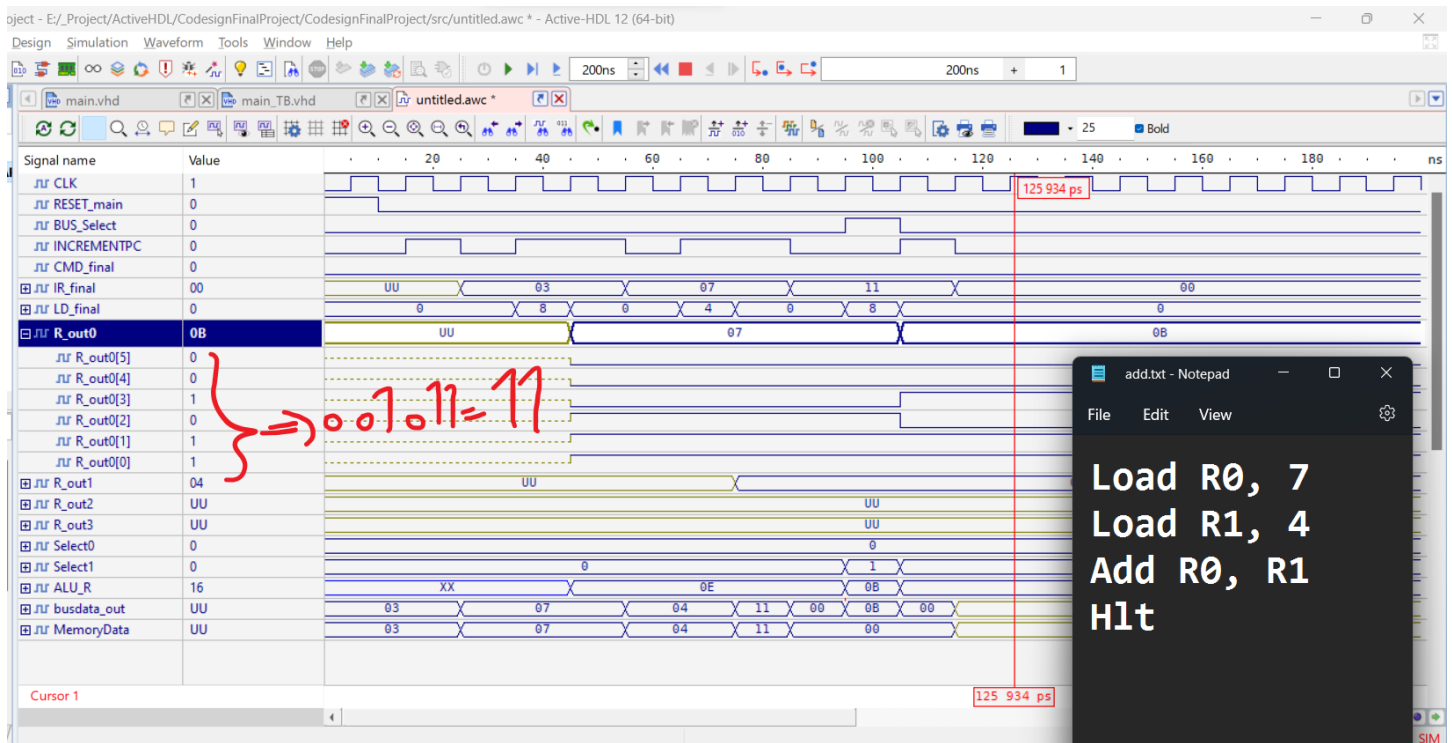 oject - E:/_Project/ActiveHDL/CodesignFinalProject/CodesignFinalProject/src/untitled.awc * - Active-HDL 12 (64-bit)
Design Simulation Waveform Tools Window Help
200ns 200ns + 1
main.vhd main_TB.vhd untitled.awc *
25 Bold
Signal name Value 20 40 60 80 100 120 140 160 180 ns
CLK 1 125 934 ps
RESET_main 0
BUS_Select 0
INCREMENTPC 0
CMD_final 0
IR_final 00 UU 03 07 11 00
LD_final 0 0 8 0 4 0 8 0
R_out0 0B UU 07 0B
R_out0[5] 0
R_out0[4] 0
R_out0[3] 1
R_out0[2] 0
R_out0[1] 1
R_out0[0] 1
=> 001011 = 11
R_out1 04 UU
R_out2 UU UU
R_out3 UU UU
Select0 0 0
Select1 0 0 1
ALU_R 16 XX 0E 0B
busdata_out UU 03 07 04 11 00 0B 00
MemoryData UU 03 07 04 11 00
Cursor 1 125 934 ps
SIM
add.txt - Notepad
File Edit View
Load R0, 7
Load R1, 4
Add R0, R1
Hlt